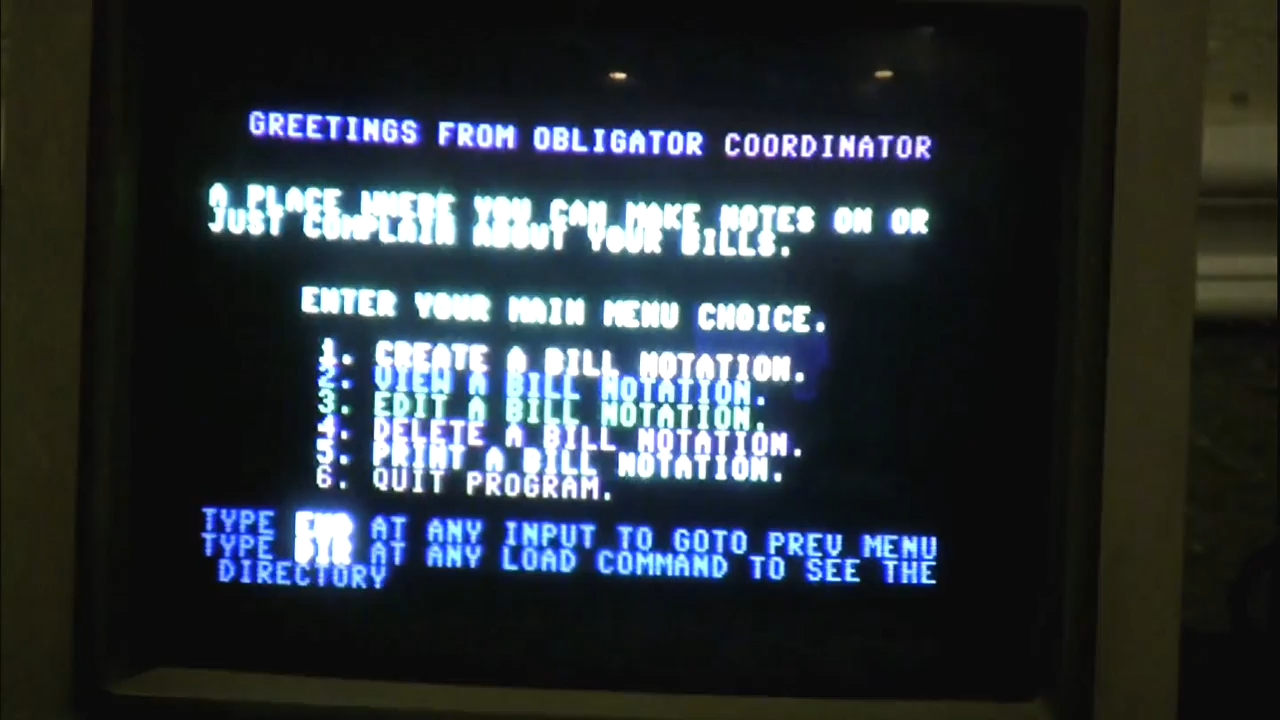 GREETINGS FROM OBLIGATOR COORDINATOR
A PLACE WHERE YOU CAN MAKE NOTES ON OR
JUST COMPLAIN ABOUT YOUR BILLS.
ENTER YOUR MAIN MENU CHOICE.
1. CREATE A BILL NOTATION.
2. VIEW A BILL NOTATION.
3. EDIT A BILL NOTATION.
4. DELETE A BILL NOTATION.
5. PRINT A BILL NOTATION.
6. QUIT PROGRAM.
TYPE END AT ANY INPUT TO GOTO PREV MENU
TYPE DIR AT ANY LOAD COMMAND TO SEE THE
DIRECTORY